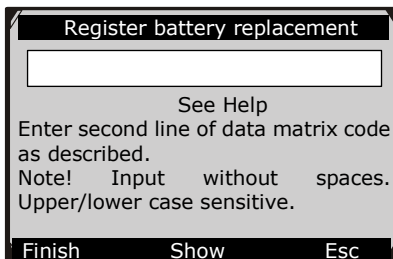 Register battery replacement
See Help
Enter second line of data matrix code
as described.
Note! Input without spaces.
Upper/lower case sensitive.
Finish Show Esc